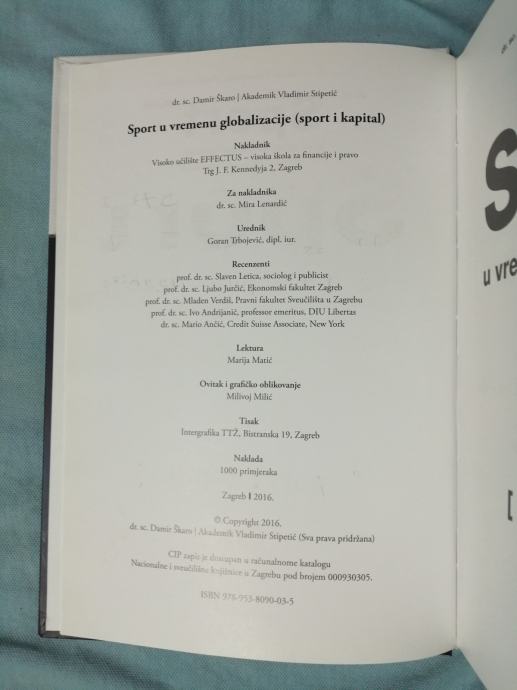 dr. sc. Damir Škaro | Akademik Vladimir Stipetić
Sport u vremenu globalizacije (sport i kapital)
Nakladnik
Visoko učilište EFFECTUS – visoka škola za financije i pravo
Trg J. F. Kennedyja 2, Zagreb
Za nakladnika
dr. sc. Mira Lenardić
Urednik
Goran Trbojević, dipl. iur.
Recenzenti
prof. dr. sc. Slaven Letica, sociolog i publicist
prof. dr. sc. Ljubo Jurčić, Ekonomski fakultet Zagreb
prof. dr. sc. Mladen Verdiš, Pravni fakultet Sveučilišta u Zagrebu
prof. dr. sc. Ivo Andrijanić, professor emeritus, DIU Libertas
dr. sc. Mario Ančić, Credit Suisse Associate, New York
Lektura
Marija Matić
Ovitak i grafičko oblikovanje
Milivoj Milić
Tisak
Intergrafika TTŽ, Bistranska 19, Zagreb
Naklada
1000 primjeraka
Zagreb | 2016.
© Copyright 2016.
dr. sc. Damir Škaro | Akademik Vladimir Stipetić (Sva prava pridržana)
CIP zapis je dostupan u računalnome katalogu
Nacionalne i sveučilišne knjižnice u Zagrebu pod brojem 000930305.
ISBN 978-953-8090-03-5
S
u vre